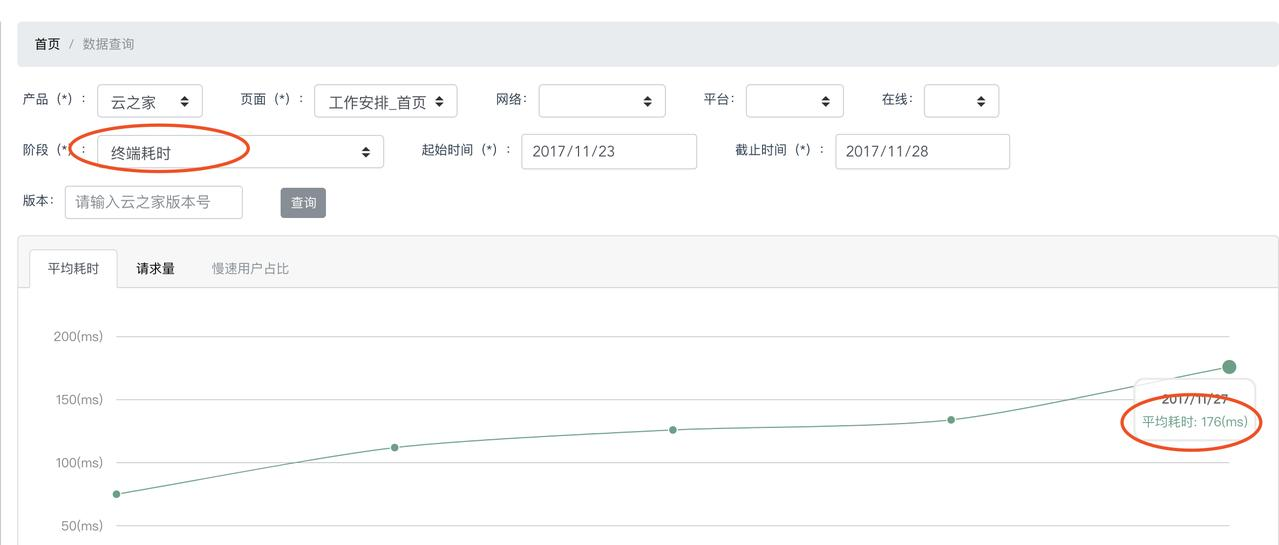 首页 / 数据查询
产品（*）： 云之家 页面（*）： 工作安排_首页 网络： 平台： 在线：
阶段（*）： 终端耗时 起始时间（*）： 2017/11/23 截止时间（*）： 2017/11/28
版本： 请输入云之家版本号 查询
平均耗时 请求量 慢速用户占比
200(ms)
150(ms)
2017/11/27
平均耗时: 176(ms)
100(ms)
50(ms)